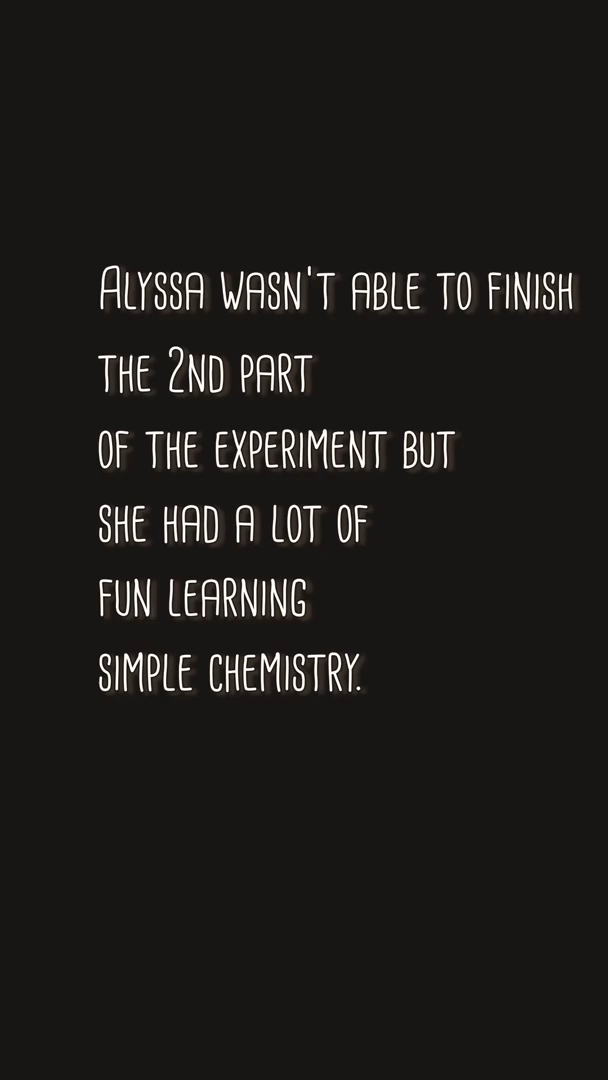 Alyssa wasn't able to finish
the 2nd part
of the experiment but
she had a lot of
fun learning
simple chemistry.